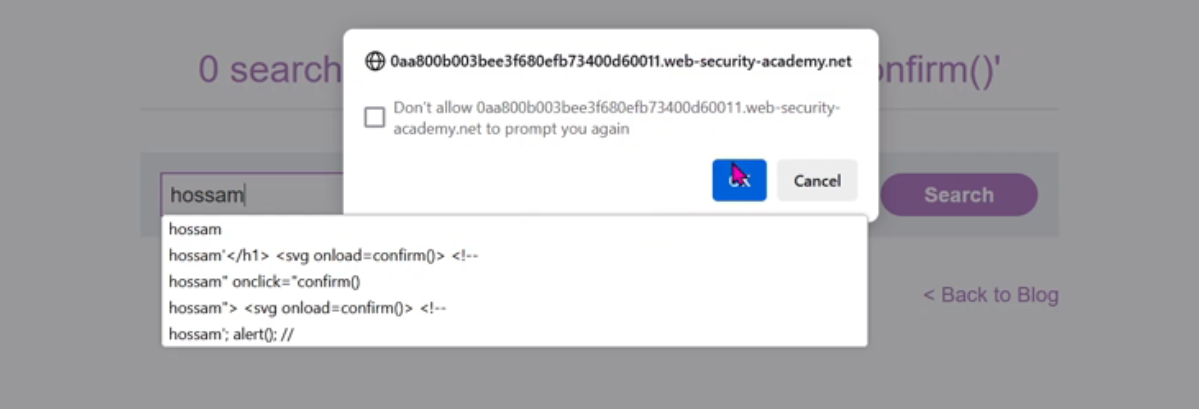 0aa800b003bee3f680efb73400d60011.web-security-academy.net
0 search
onfirm()'
Don't allow 0aa800b003bee3f680efb73400d60011.web-security-
academy.net to prompt you again
Cancel
hossam
Search
hossam
hossam'</h1> <svg onload=confirm()> <!--
hossam" onclick="confirm()
hossam"> <svg onload=confirm()> <!--
hossam'; alert(); //
< Back to Blog